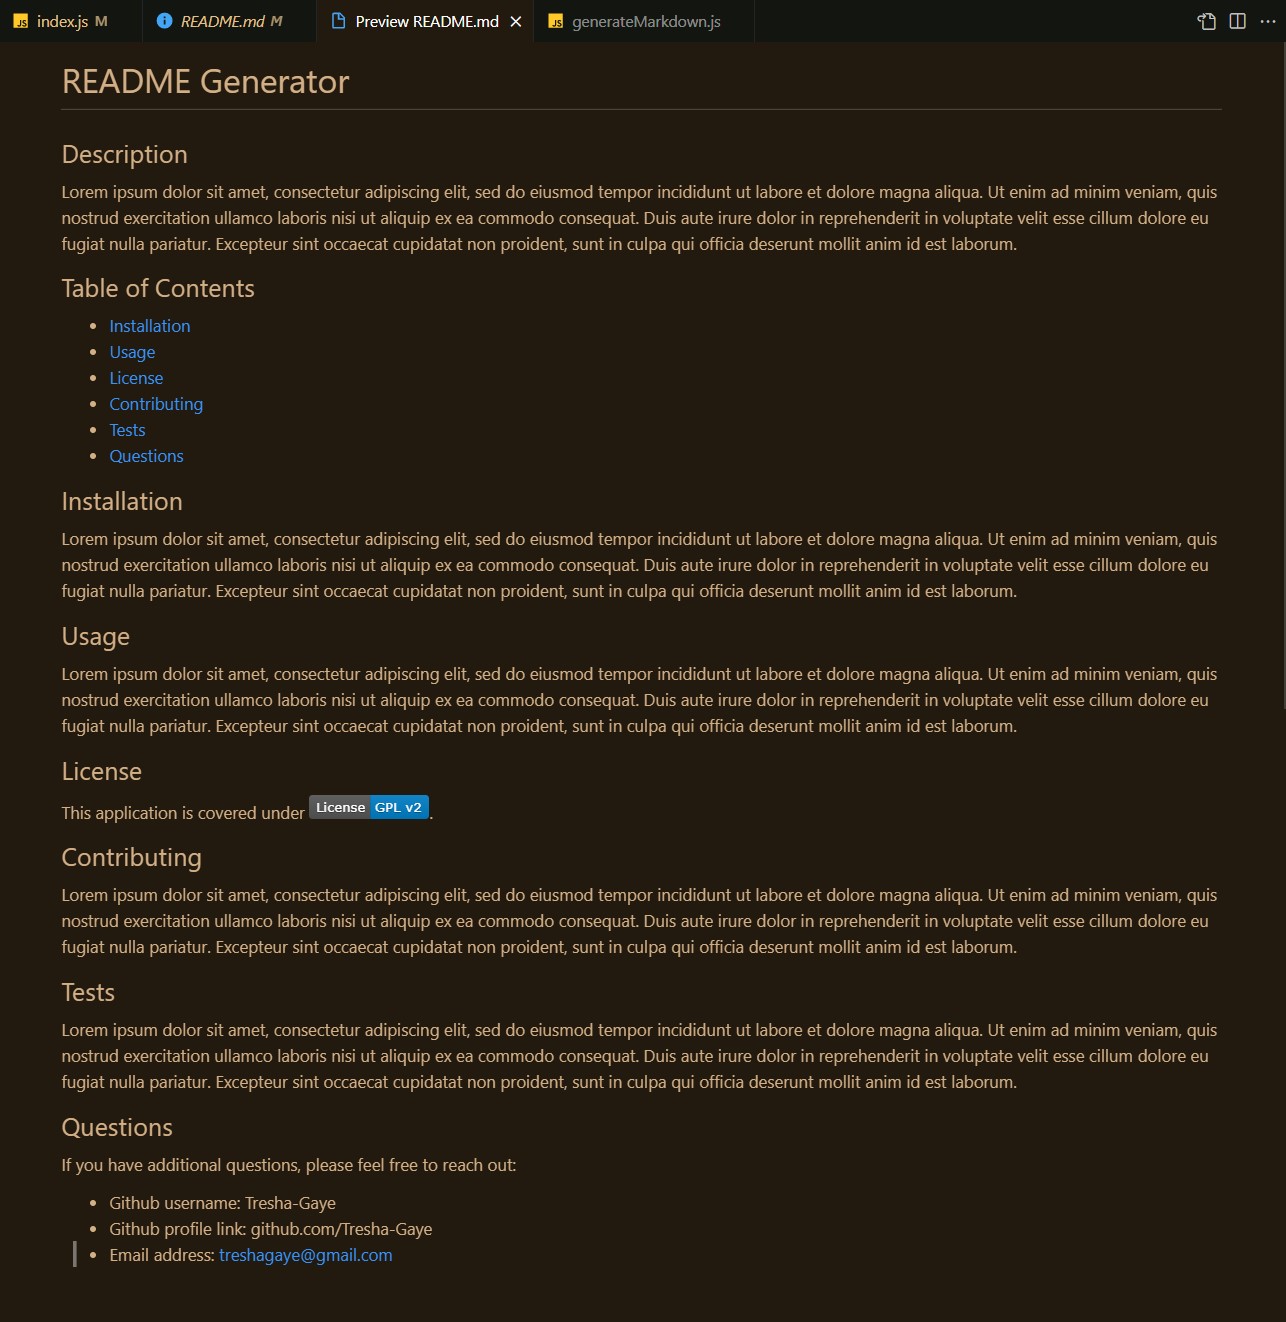 index.js M README.md M Preview README.md generateMarkdown.js
README Generator
Description
Lorem ipsum dolor sit amet, consectetur adipiscing elit, sed do eiusmod tempor incididunt ut labore et dolore magna aliqua. Ut enim ad minim veniam, quis
nostrud exercitation ullamco laboris nisi ut aliquip ex ea commodo consequat. Duis aute irure dolor in reprehenderit in voluptate velit esse cillum dolore eu
fugiat nulla pariatur. Excepteur sint occaecat cupidatat non proident, sunt in culpa qui officia deserunt mollit anim id est laborum.
Table of Contents
• Installation
• Usage
• License
• Contributing
• Tests
• Questions
Installation
Lorem ipsum dolor sit amet, consectetur adipiscing elit, sed do eiusmod tempor incididunt ut labore et dolore magna aliqua. Ut enim ad minim veniam, quis
nostrud exercitation ullamco laboris nisi ut aliquip ex ea commodo consequat. Duis aute irure dolor in reprehenderit in voluptate velit esse cillum dolore eu
fugiat nulla pariatur. Excepteur sint occaecat cupidatat non proident, sunt in culpa qui officia deserunt mollit anim id est laborum.
Usage
Lorem ipsum dolor sit amet, consectetur adipiscing elit, sed do eiusmod tempor incididunt ut labore et dolore magna aliqua. Ut enim ad minim veniam, quis
nostrud exercitation ullamco laboris nisi ut aliquip ex ea commodo consequat. Duis aute irure dolor in reprehenderit in voluptate velit esse cillum dolore eu
fugiat nulla pariatur. Excepteur sint occaecat cupidatat non proident, sunt in culpa qui officia deserunt mollit anim id est laborum.
License
This application is covered under License GPL v2.
Contributing
Lorem ipsum dolor sit amet, consectetur adipiscing elit, sed do eiusmod tempor incididunt ut labore et dolore magna aliqua. Ut enim ad minim veniam, quis
nostrud exercitation ullamco laboris nisi ut aliquip ex ea commodo consequat. Duis aute irure dolor in reprehenderit in voluptate velit esse cillum dolore eu
fugiat nulla pariatur. Excepteur sint occaecat cupidatat non proident, sunt in culpa qui officia deserunt mollit anim id est laborum.
Tests
Lorem ipsum dolor sit amet, consectetur adipiscing elit, sed do eiusmod tempor incididunt ut labore et dolore magna aliqua. Ut enim ad minim veniam, quis
nostrud exercitation ullamco laboris nisi ut aliquip ex ea commodo consequat. Duis aute irure dolor in reprehenderit in voluptate velit esse cillum dolore eu
fugiat nulla pariatur. Excepteur sint occaecat cupidatat non proident, sunt in culpa qui officia deserunt mollit anim id est laborum.
Questions
If you have additional questions, please feel free to reach out:
• Github username: Tresha-Gaye
• Github profile link: github.com/Tresha-Gaye
• Email address: treshagaye@gmail.com